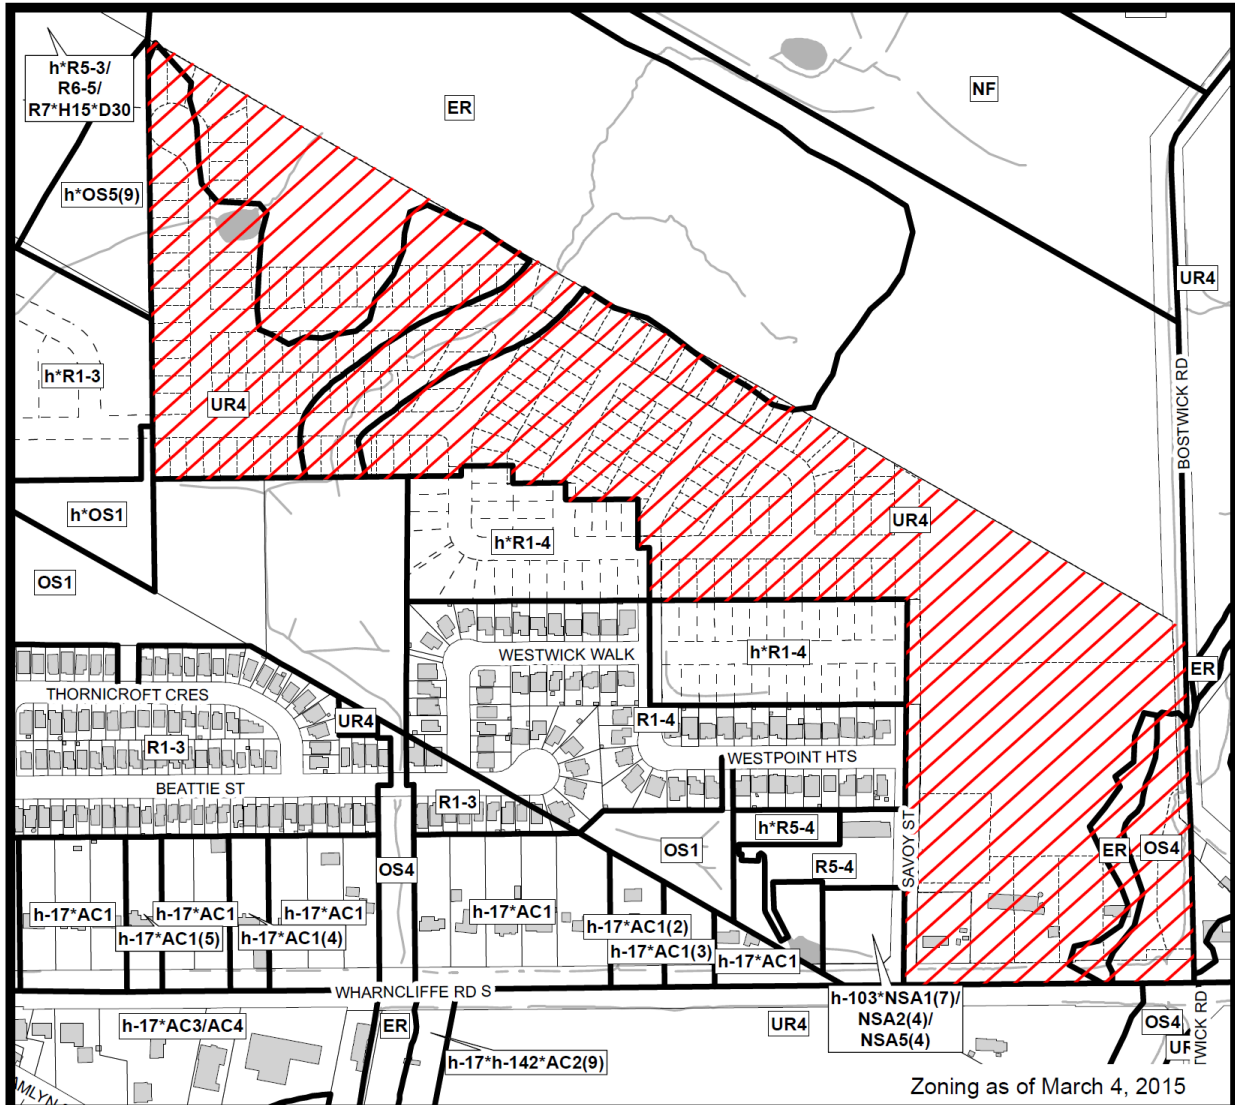 h*R5-3/
R6-5/
R7*H15*D30
ER
NF
h*OS5(9)
UR4
h*R1-3
UR4
BOSTWICK RD
h*OS1
UR4
h*R1-4
OS1
WESTWICK WALK
h*R1-4
ER
THORNICROFT CRES
UR4
R1-4
R1-3
WESTPOINT HTS
BEATTIE ST
R1-3
h*R5-4
OS1
R5-4
SAVOY ST
ER
OS4
OS4
h-17*AC1
h-17*AC1
h-17*AC1
h-17*AC1
h-17*AC1(2)
h-17*AC1(5)
h-17*AC1(4)
h-17*AC1(3)
h-17*AC1
WHARNCLIFFE RD S
h-103*NSA1(7)/
NSA2(4)/
NSA5(4)
h-17*AC3/AC4
ER
UR4
OS4
TWICK RD
h-17*h-142*AC2(9)
Zoning as of March 4, 2015